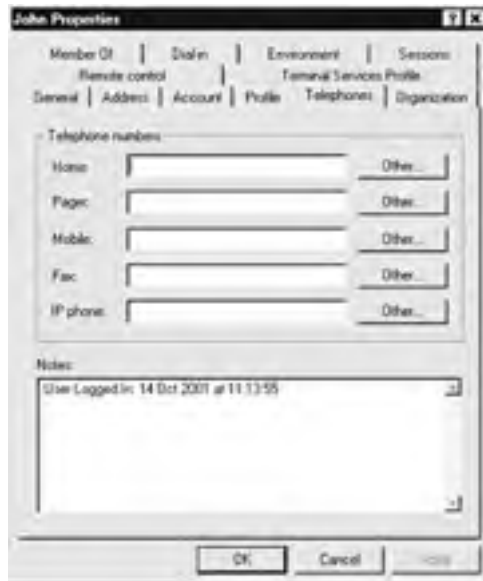 John Properties
Member Of Dial-in Environment Sessions
Remote control Terminal Services Profile
General Address Account Profile Telephones Organization
Telephone numbers
Home: Other...
Pager: Other...
Mobile: Other...
Fax: Other...
IP phone: Other...
Notes:
User Logged In: 14 Oct 2001 at 11:13:55
OK Cancel Apply